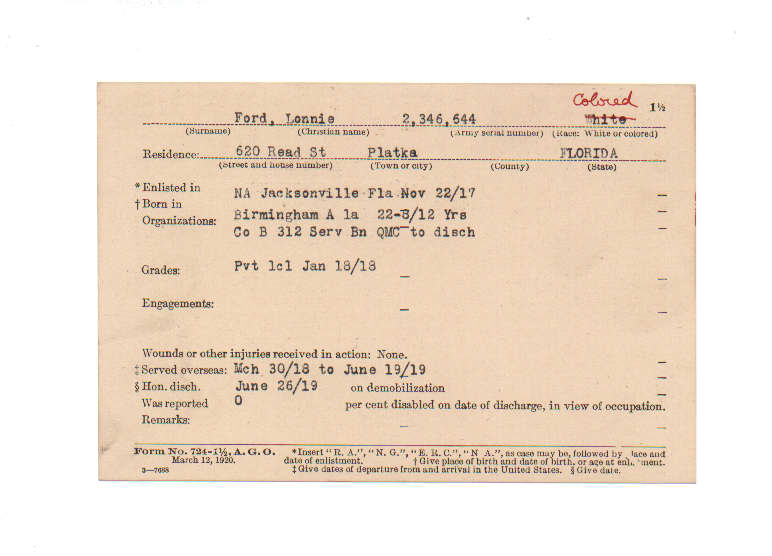 Colored 1½
Ford, Lonnie 2,346,644 White
(Surname) (Christian name) (Army serial number) (Race: White or colored)
Residence: 620 Read St Platka FLORIDA
(Street and house number) (Town or city) (County) (State)
*Enlisted in NA Jacksonville Fla Nov 22/17 –
†Born in Birmingham A la 22-8/12 Yrs –
Organizations: Co B 312 Serv Bn QMC to disch –
Grades: Pvt 1cl Jan 18/18 – –
Engagements: – –
Wounds or other injuries received in action: None. –
‡Served overseas: Mch 30/18 to June 19/19 –
§Hon. disch. June 26/19 on demobilization –
Was reported 0 per cent disabled on date of discharge, in view of occupation.
Remarks: – –
Form No. 724-1½, A. G. O. *Insert "R. A.", "N. G.", "E. R. C.", "N A.", as case may be, followed by lace and
March 12, 1920. date of enlistment. †Give place of birth and date of birth, or age at enl ment.
3—7688 ‡Give dates of departure from and arrival in the United States. §Give date.